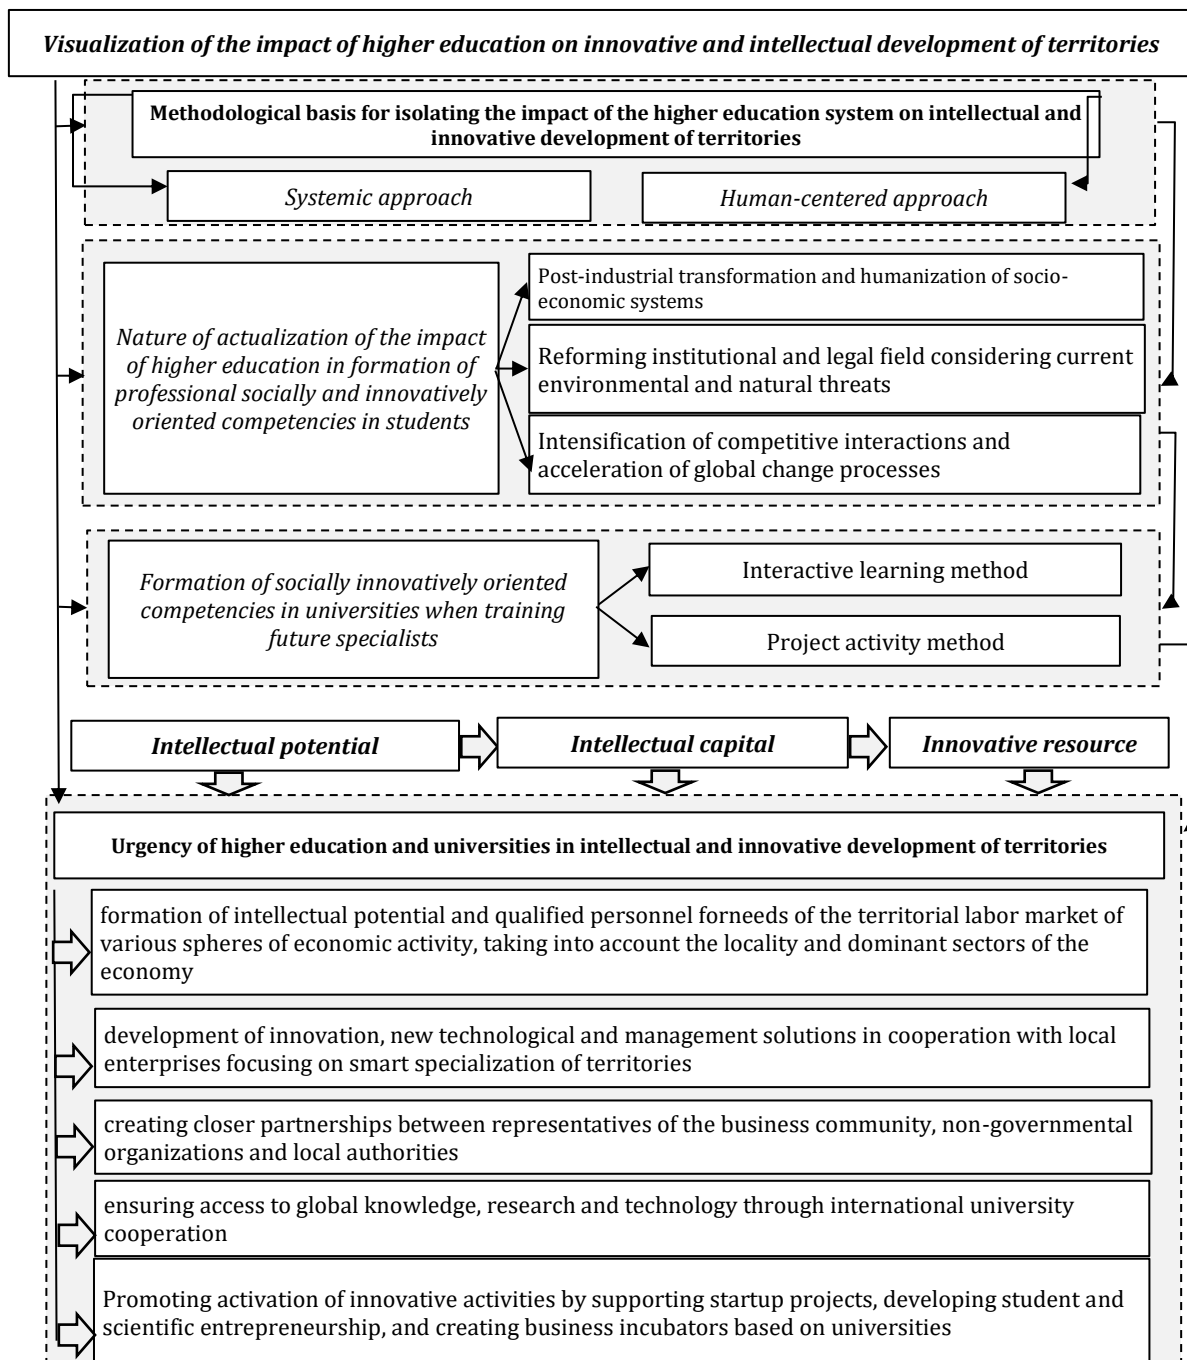 Visualization of the impact of higher education on innovative and intellectual development of territories
Methodological basis for isolating the impact of the higher education system on intellectual and
innovative development of territories
Systemic approach
Human-centered approach
Nature of actualization of the impact
of higher education in formation of
professional socially and innovatively
oriented competencies in students
Post-industrial transformation and humanization of socio-
economic systems
Reforming institutional and legal field considering current
environmental and natural threats
Intensification of competitive interactions and
acceleration of global change processes
Formation of socially innovatively oriented
competencies in universities when training
future specialists
Interactive learning method
Project activity method
Intellectual potential
Intellectual capital
Innovative resource
Urgency of higher education and universities in intellectual and innovative development of territories
formation of intellectual potential and qualified personnel forneeds of the territorial labor market of
various spheres of economic activity, taking into account the locality and dominant sectors of the
economy
development of innovation, new technological and management solutions in cooperation with local
enterprises focusing on smart specialization of territories
creating closer partnerships between representatives of the business community, non-governmental
organizations and local authorities
ensuring access to global knowledge, research and technology through international university
cooperation
Promoting activation of innovative activities by supporting startup projects, developing student and
scientific entrepreneurship, and creating business incubators based on universities